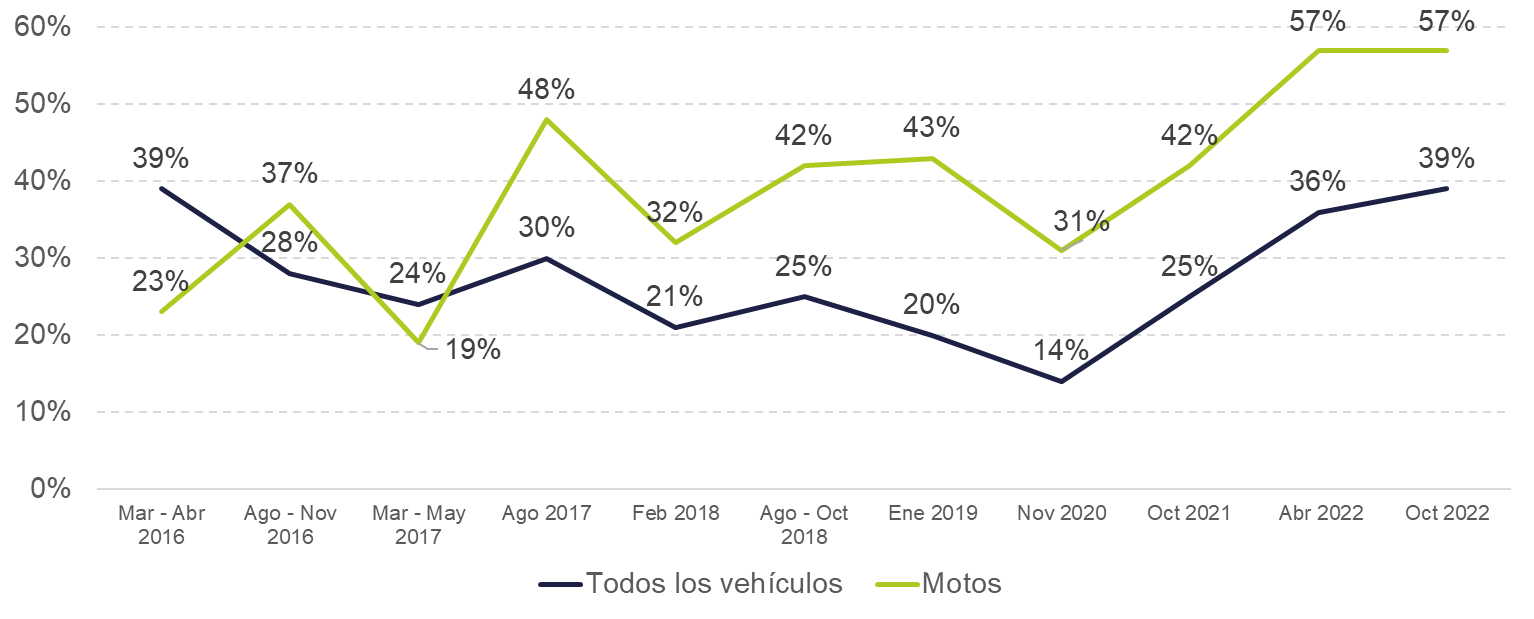 60%
57%
57%
50%
48%
42%
43%
42%
39%
37%
39%
40%
36%
32%
31%
30%
28%
30%
23%
24%
25%
25%
21%
20%
20%
19%
14%
10%
0%
Mar - Abr
2016
Ago - Nov
2016
Mar - May
2017
Ago 2017
Feb 2018
Ago - Oct
2018
Ene 2019
Nov 2020
Oct 2021
Abr 2022
Oct 2022
Todos los vehículos
Motos